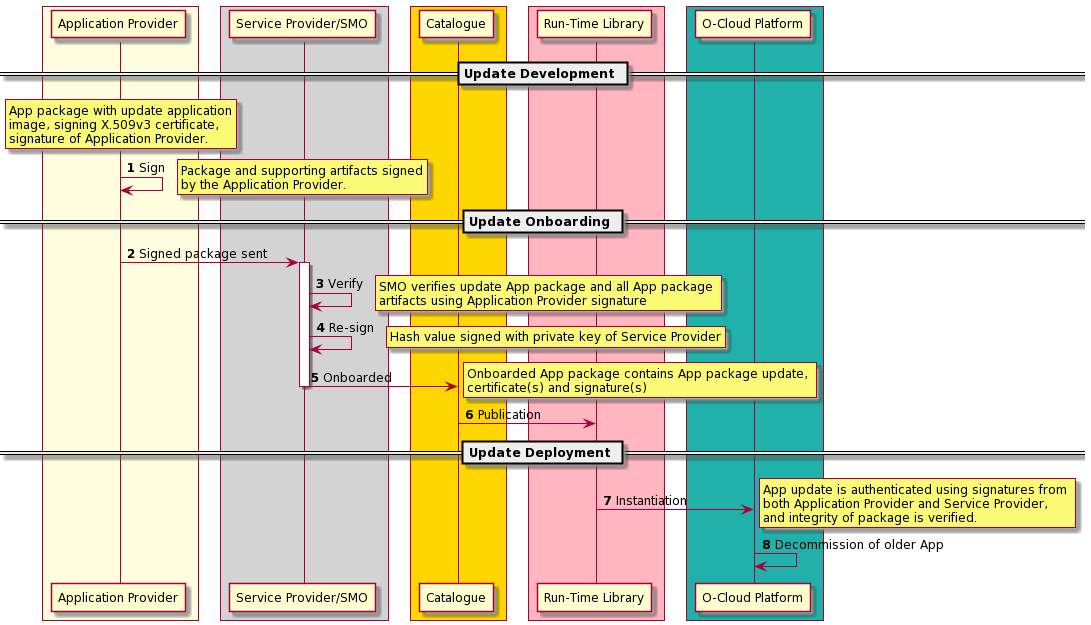 Application Provider
Service Provider/SMO
Catalogue
Run-Time Library
O-Cloud Platform
Update Development
App package with update application
image, signing X.509v3 certificate,
signature of Application Provider.
1 Sign
Package and supporting artifacts signed
by the Application Provider.
Update Onboarding
2 Signed package sent
3 Verify
SMO verifies update App package and all App package
artifacts using Application Provider signature
4 Re-sign
Hash value signed with private key of Service Provider
5 Onboarded
Onboarded App package contains App package update,
certificate(s) and signature(s)
6 Publication
Update Deployment
7 Instantiation
App update is authenticated using signatures from
both Application Provider and Service Provider,
and integrity of package is verified.
8 Decommission of older App
Application Provider
Service Provider/SMO
Catalogue
Run-Time Library
O-Cloud Platform